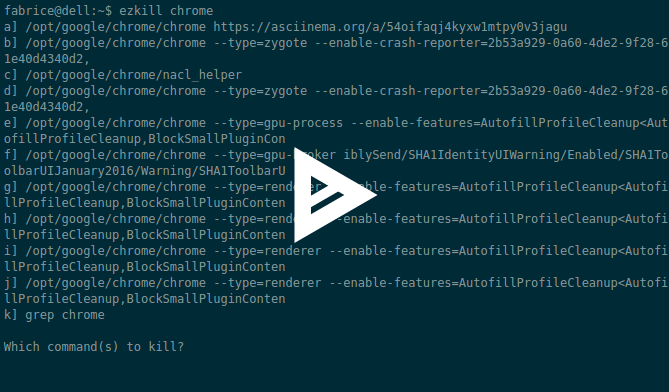 fabrice@dell:~$ ezkill chrome
a] /opt/google/chrome/chrome https://asciinema.org/a/54oifaqj4kyxw1mtpy0v3jagu
b] /opt/google/chrome/chrome --type=zygote --enable-crash-reporter=2b53a929-0a60-4de2-9f28-6
1e40d4340d2,
c] /opt/google/chrome/nacl_helper
d] /opt/google/chrome/chrome --type=zygote --enable-crash-reporter=2b53a929-0a60-4de2-9f28-6
1e40d4340d2,
e] /opt/google/chrome/chrome --type=gpu-process --enable-features=AutofillProfileCleanup<Aut
ofillProfileCleanup,BlockSmallPluginCon
f] /opt/google/chrome/chrome --type=gpu- iblySend/SHA1IdentityUIWarning/Enabled/SHA1To
olbarUIJanuary2016/Warning/SHA1ToolbarU
g] /opt/google/chrome/chrome --type=rende --enable-features=AutofillProfileCleanup<Autofi
llProfileCleanup,BlockSmallPluginConten
h] /opt/google/chrome/chrome --type=rende --enable-features=AutofillProfileCleanup<Autofi
llProfileCleanup,BlockSmallPluginConten
i] /opt/google/chrome/chrome --type=renderer --enable-features=AutofillProfileCleanup<Autofi
llProfileCleanup,BlockSmallPluginConten
j] /opt/google/chrome/chrome --type=renderer --enable-features=AutofillProfileCleanup<Autofi
llProfileCleanup,BlockSmallPluginConten
k] grep chrome
Which command(s) to kill?